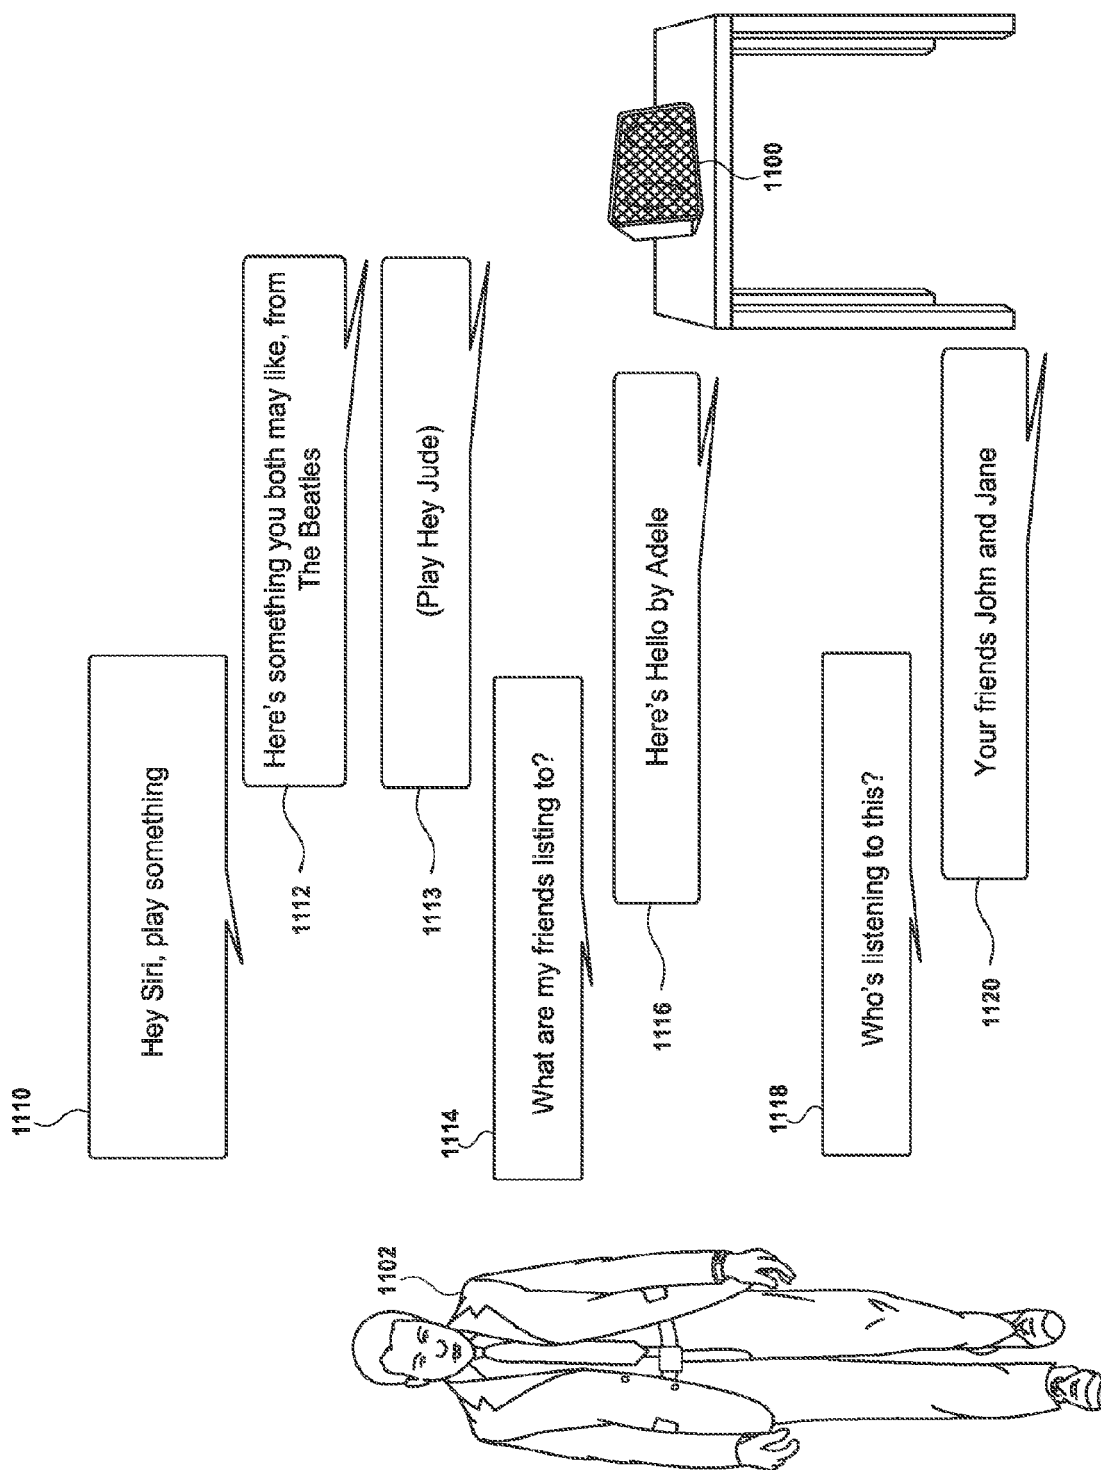 1110
Hey Siri, play something
Here's something you both may like, from
The Beatles
1112
(Play Hey Jude)
1113
1114
What are my friends listing to?
Here's Hello by Adele
1116
1118
Who's listening to this?
Your friends John and Jane
1120
1102
1100